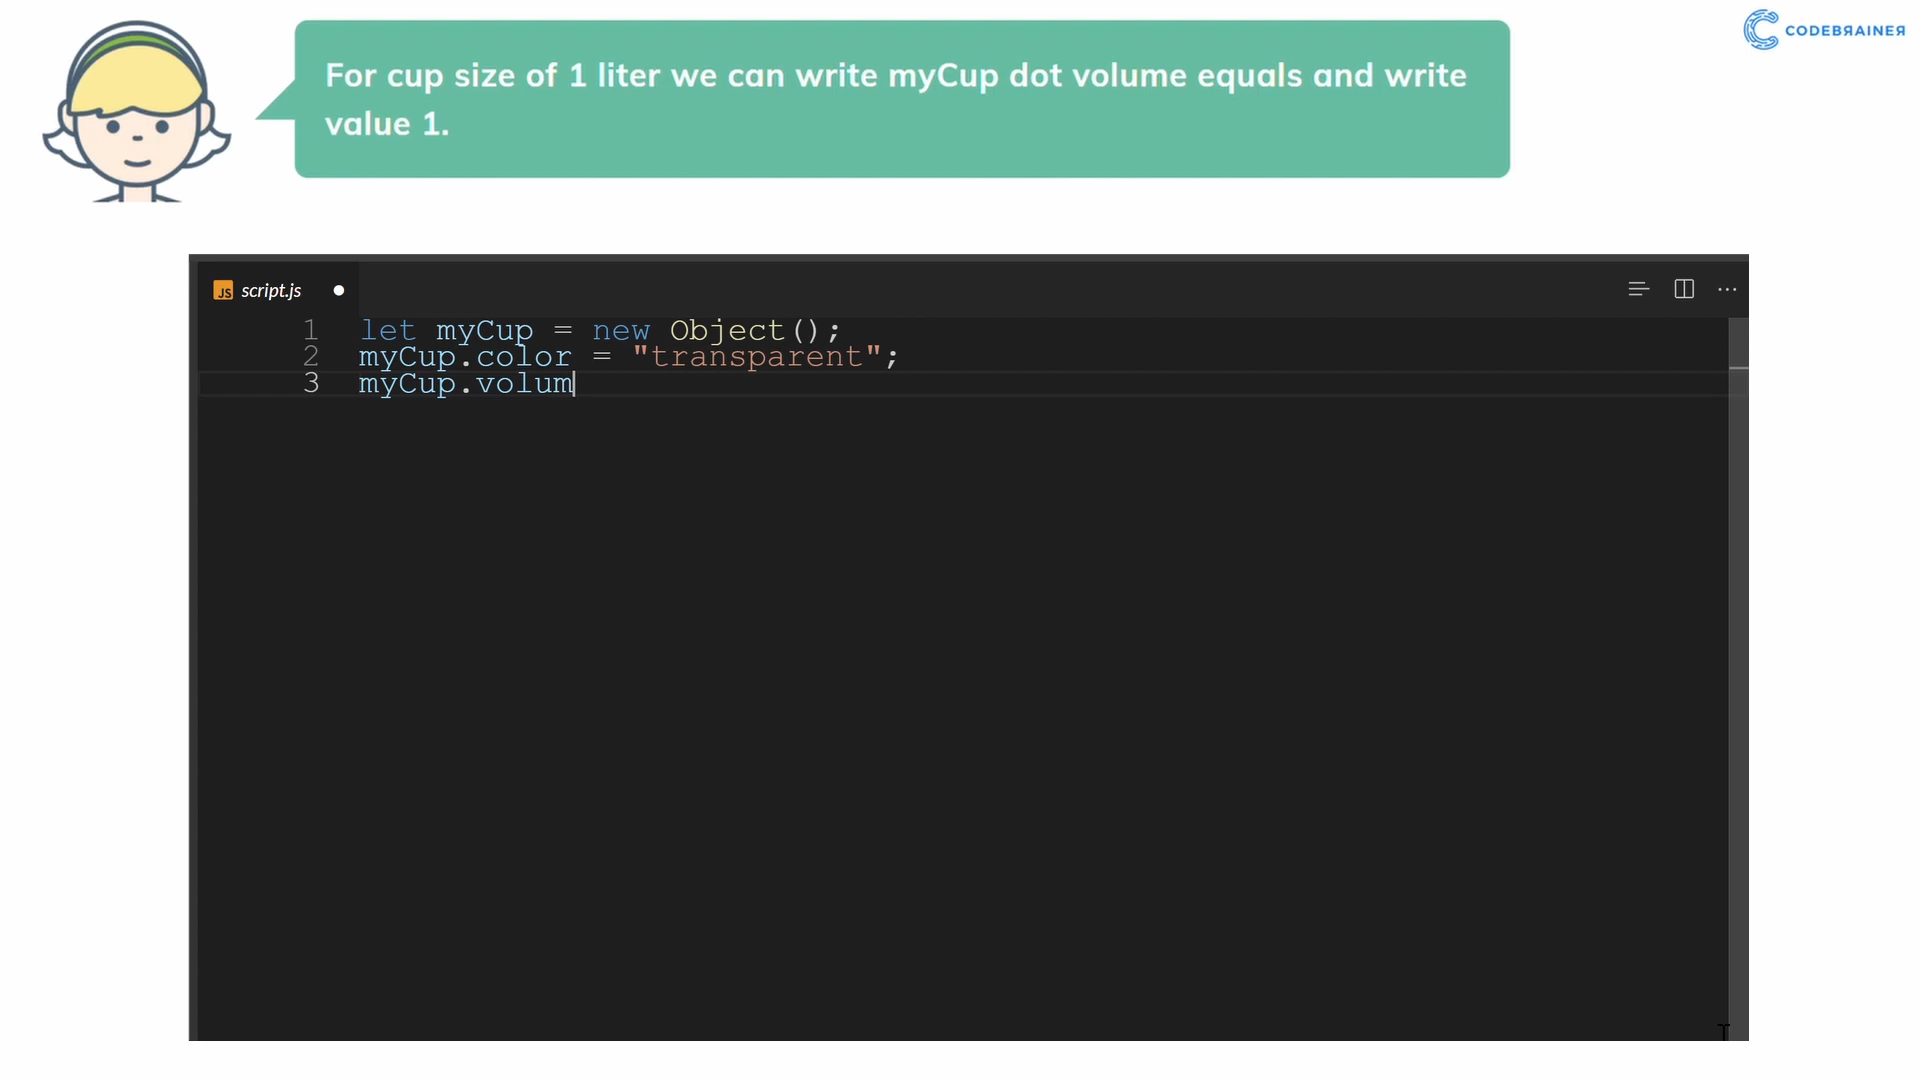 For cup size of 1 liter we can write myCup dot volume equals and write
value 1.
CODEBRAINER
JS script.js
1 let myCup = new Object();
2 myCup.color = "transparent";
3 myCup.volum